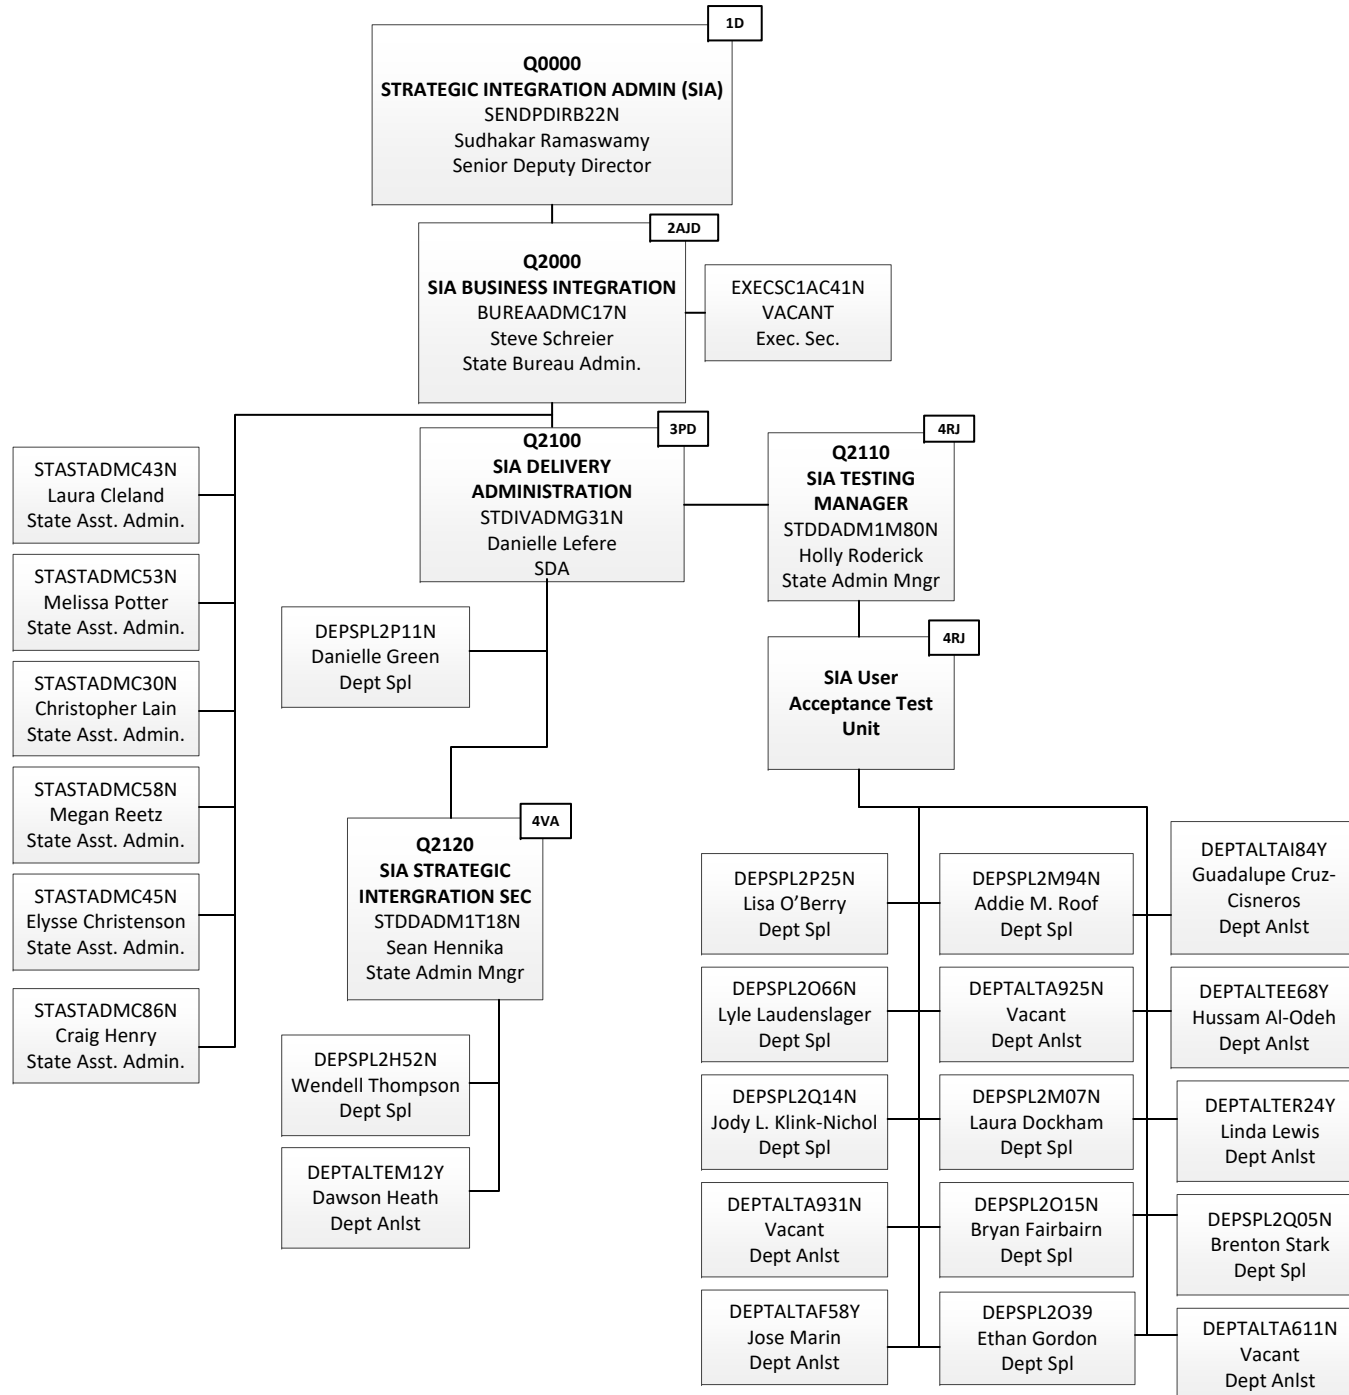 1D
Q0000
STRATEGIC INTEGRATION ADMIN (SIA)
SENDPDIRB22N
Sudhakar Ramaswamy
Senior Deputy Director
2AJD
Q2000
SIA BUSINESS INTEGRATION
BUREAADMC17N
Steve Schreier
State Bureau Admin.
EXECSC1AC41N
VACANT
Exec. Sec.
3PD
Q2100
SIA DELIVERY
ADMINISTRATION
STDIVADMG31N
Danielle Lefere
SDA
4RJ
Q2110
SIA TESTING
MANAGER
STDDADM1M80N
Holly Roderick
State Admin Mngr
STASTADMC43N
Laura Cleland
State Asst. Admin.
STASTADMC53N
Melissa Potter
State Asst. Admin.
STASTADMC30N
Christopher Lain
State Asst. Admin.
STASTADMC58N
Megan Reetz
State Asst. Admin.
STASTADMC45N
Elysse Christenson
State Asst. Admin.
STASTADMC86N
Craig Henry
State Asst. Admin.
DEPSPL2P11N
Danielle Green
Dept Spl
4RJ
SIA User
Acceptance Test
Unit
4VA
Q2120
SIA STRATEGIC
INTERGRATION SEC
STDDADM1T18N
Sean Hennika
State Admin Mngr
DEPSPL2H52N
Wendell Thompson
Dept Spl
DEPTALTEM12Y
Dawson Heath
Dept Anlst
DEPSPL2P25N
Lisa O’Berry
Dept Spl
DEPSPL2O66N
Lyle Laudenslager
Dept Spl
DEPSPL2Q14N
Jody L. Klink-Nichol
Dept Spl
DEPTALTA931N
Vacant
Dept Anlst
DEPTALTAF58Y
Jose Marin
Dept Anlst
DEPSPL2M94N
Addie M. Roof
Dept Spl
DEPTALTA925N
Vacant
Dept Anlst
DEPSPL2M07N
Laura Dockham
Dept Spl
DEPSPL2O15N
Bryan Fairbairn
Dept Spl
DEPSPL2O39
Ethan Gordon
Dept Spl
DEPTALTAI84Y
Guadalupe Cruz-
Cisneros
Dept Anlst
DEPTALTEE68Y
Hussam Al-Odeh
Dept Anlst
DEPTALTER24Y
Linda Lewis
Dept Anlst
DEPSPL2Q05N
Brenton Stark
Dept Spl
DEPTALTA611N
Vacant
Dept Anlst